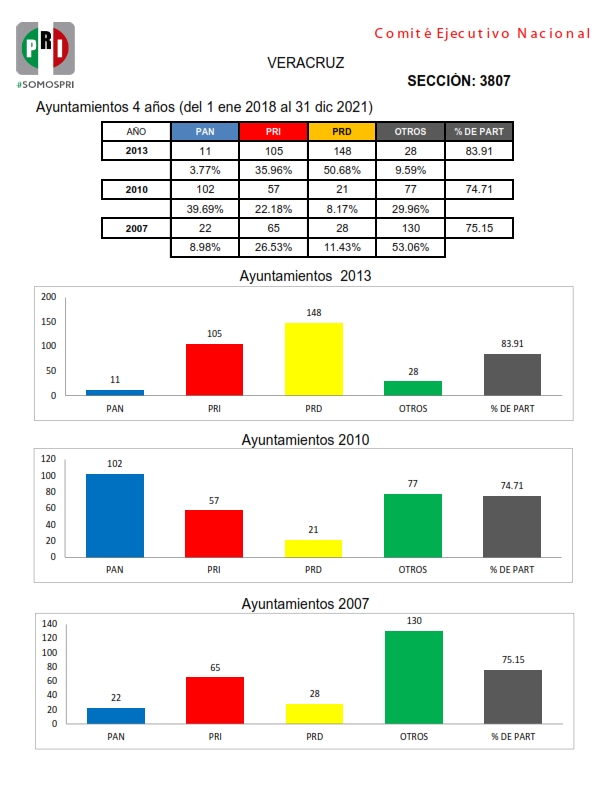 PRI
#SOMOSPRI
Comité Ejecutivo Nacional
VERACRUZ
SECCIÓN: 3807
Ayuntamientos 4 años (del 1 ene 2018 al 31 dic 2021)
AÑO PAN PRI PRD OTROS % DE PART
2013 11 105 148 28 83.91
3.77% 35.96% 50.68% 9.59%
2010 102 57 21 77 74.71
39.69% 22.18% 8.17% 29.96%
2007 22 65 28 130 75.15
8.98% 26.53% 11.43% 53.06%
Ayuntamientos 2013
200
150
100
50
0
11 105 148 28 83.91
PAN PRI PRD OTROS % DE PART
Ayuntamientos 2010
120
100
80
60
40
20
0
102 57 21 77 74.71
PAN PRI PRD OTROS % DE PART
Ayuntamientos 2007
140
120
100
80
60
40
20
0
22 65 28 130 75.15
PAN PRI PRD OTROS % DE PART